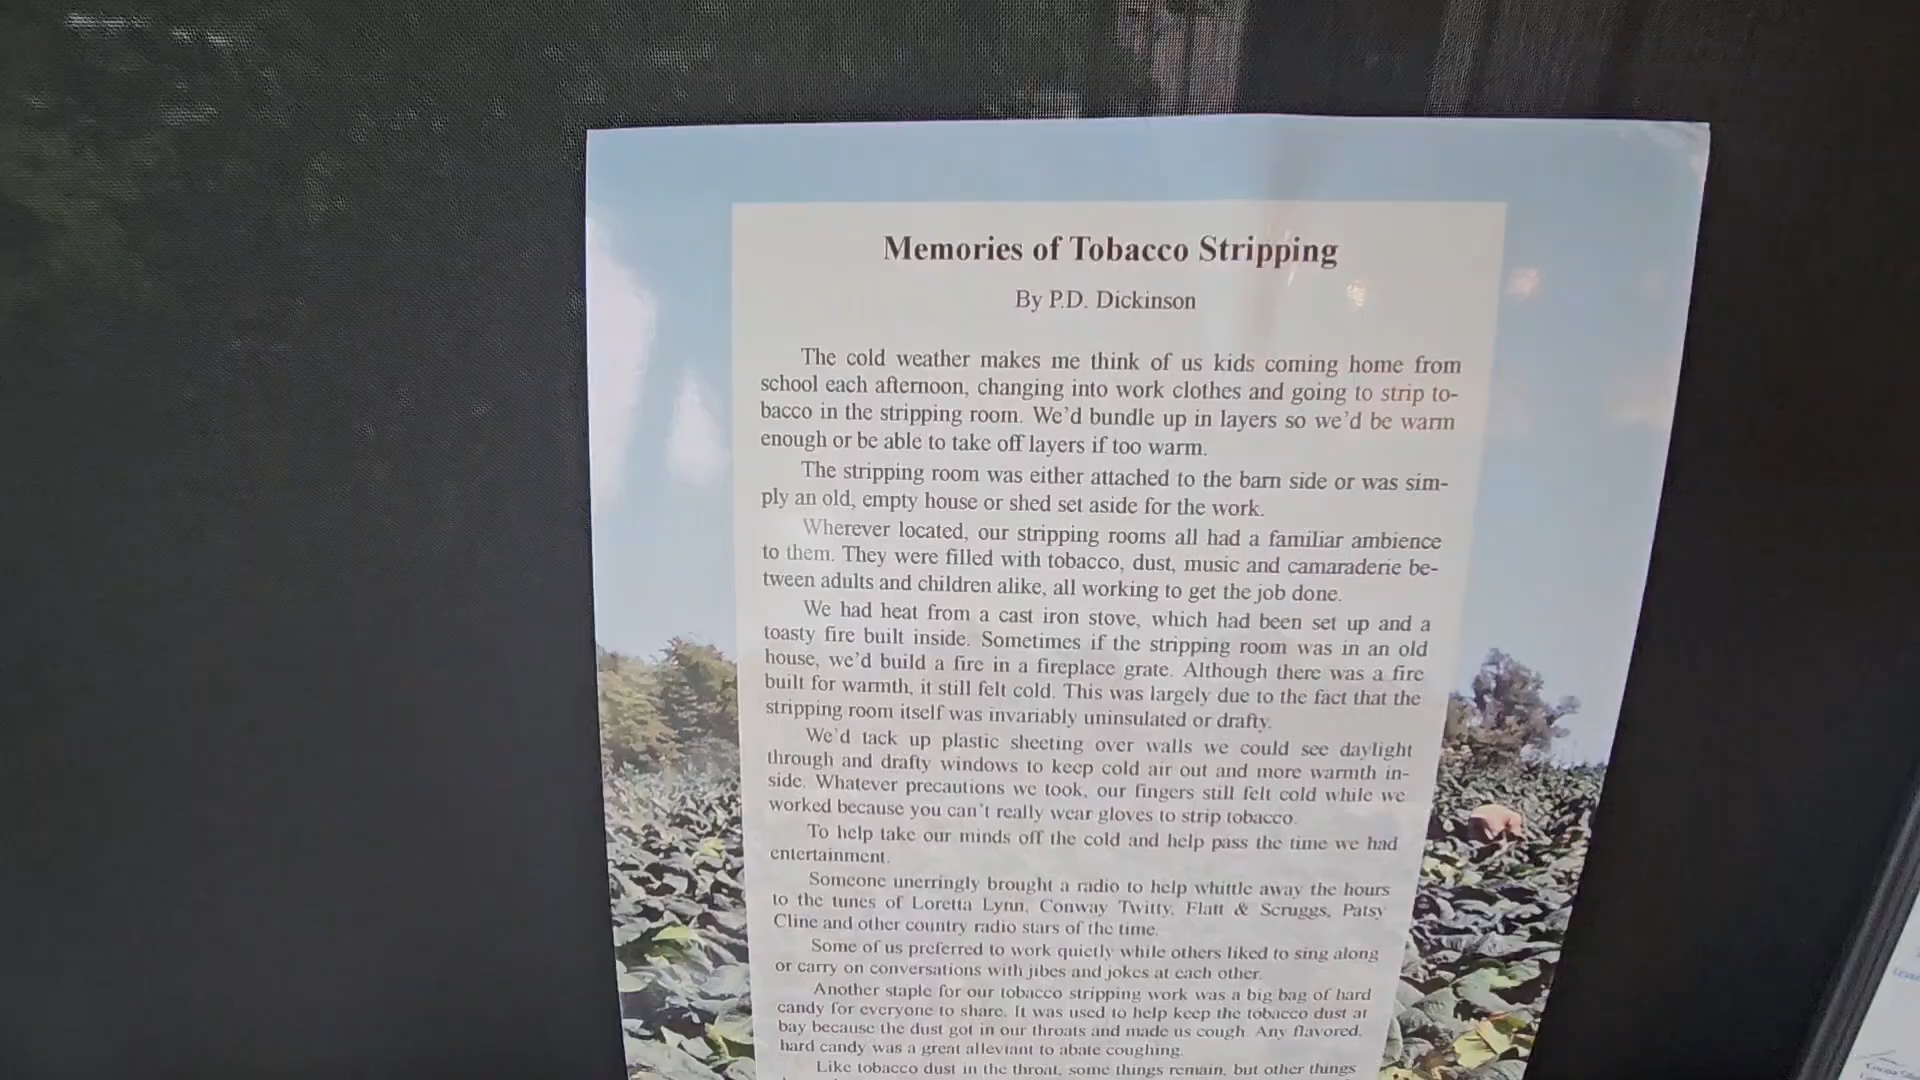 Memories of Tobacco Stripping
By P.D. Dickinson
The cold weather makes me think of us kids coming home from
school each afternoon, changing into work clothes and going to strip to-
bacco in the stripping room. We'd bundle up in layers so we'd be warm
enough or be able to take off layers if too warm.
The stripping room was either attached to the barn side or was sim-
ply an old, empty house or shed set aside for the work.
Wherever located, our stripping rooms all had a familiar ambience
to them. They were filled with tobacco, dust, music and camaraderie be-
tween adults and children alike, all working to get the job done.
We had heat from a cast iron stove, which had been set up and a
toasty fire built inside. Sometimes if the stripping room was in an old
house, we'd build a fire in a fireplace grate. Although there was a fire
built for warmth, it still felt cold. This was largely due to the fact that the
stripping room itself was invariably uninsulated or drafty.
We'd tack up plastic sheeting over walls we could see daylight
through and drafty windows to keep cold air out and more warmth in-
side. Whatever precautions we took, our fingers still felt cold while we
worked because you can't really wear gloves to strip tobacco.
To help take our minds off the cold and help pass the time we had
entertainment.
Someone unerringly brought a radio to help whittle away the hours
to the tunes of Loretta Lynn, Conway Twitty, Flatt & Scruggs, Patsy
Cline and other country radio stars of the time.
Some of us preferred to work quietly while others liked to sing along
or carry on conversations with jibes and jokes at each other.
Another staple for our tobacco stripping work was a big bag of hard
candy for everyone to share. It was used to help keep the tobacco dust at
bay because the dust got in our throats and made us cough. Any flavored,
hard candy was a great alleviant to abate coughing.
Like tobacco dust in the throat, some things remain, but other things